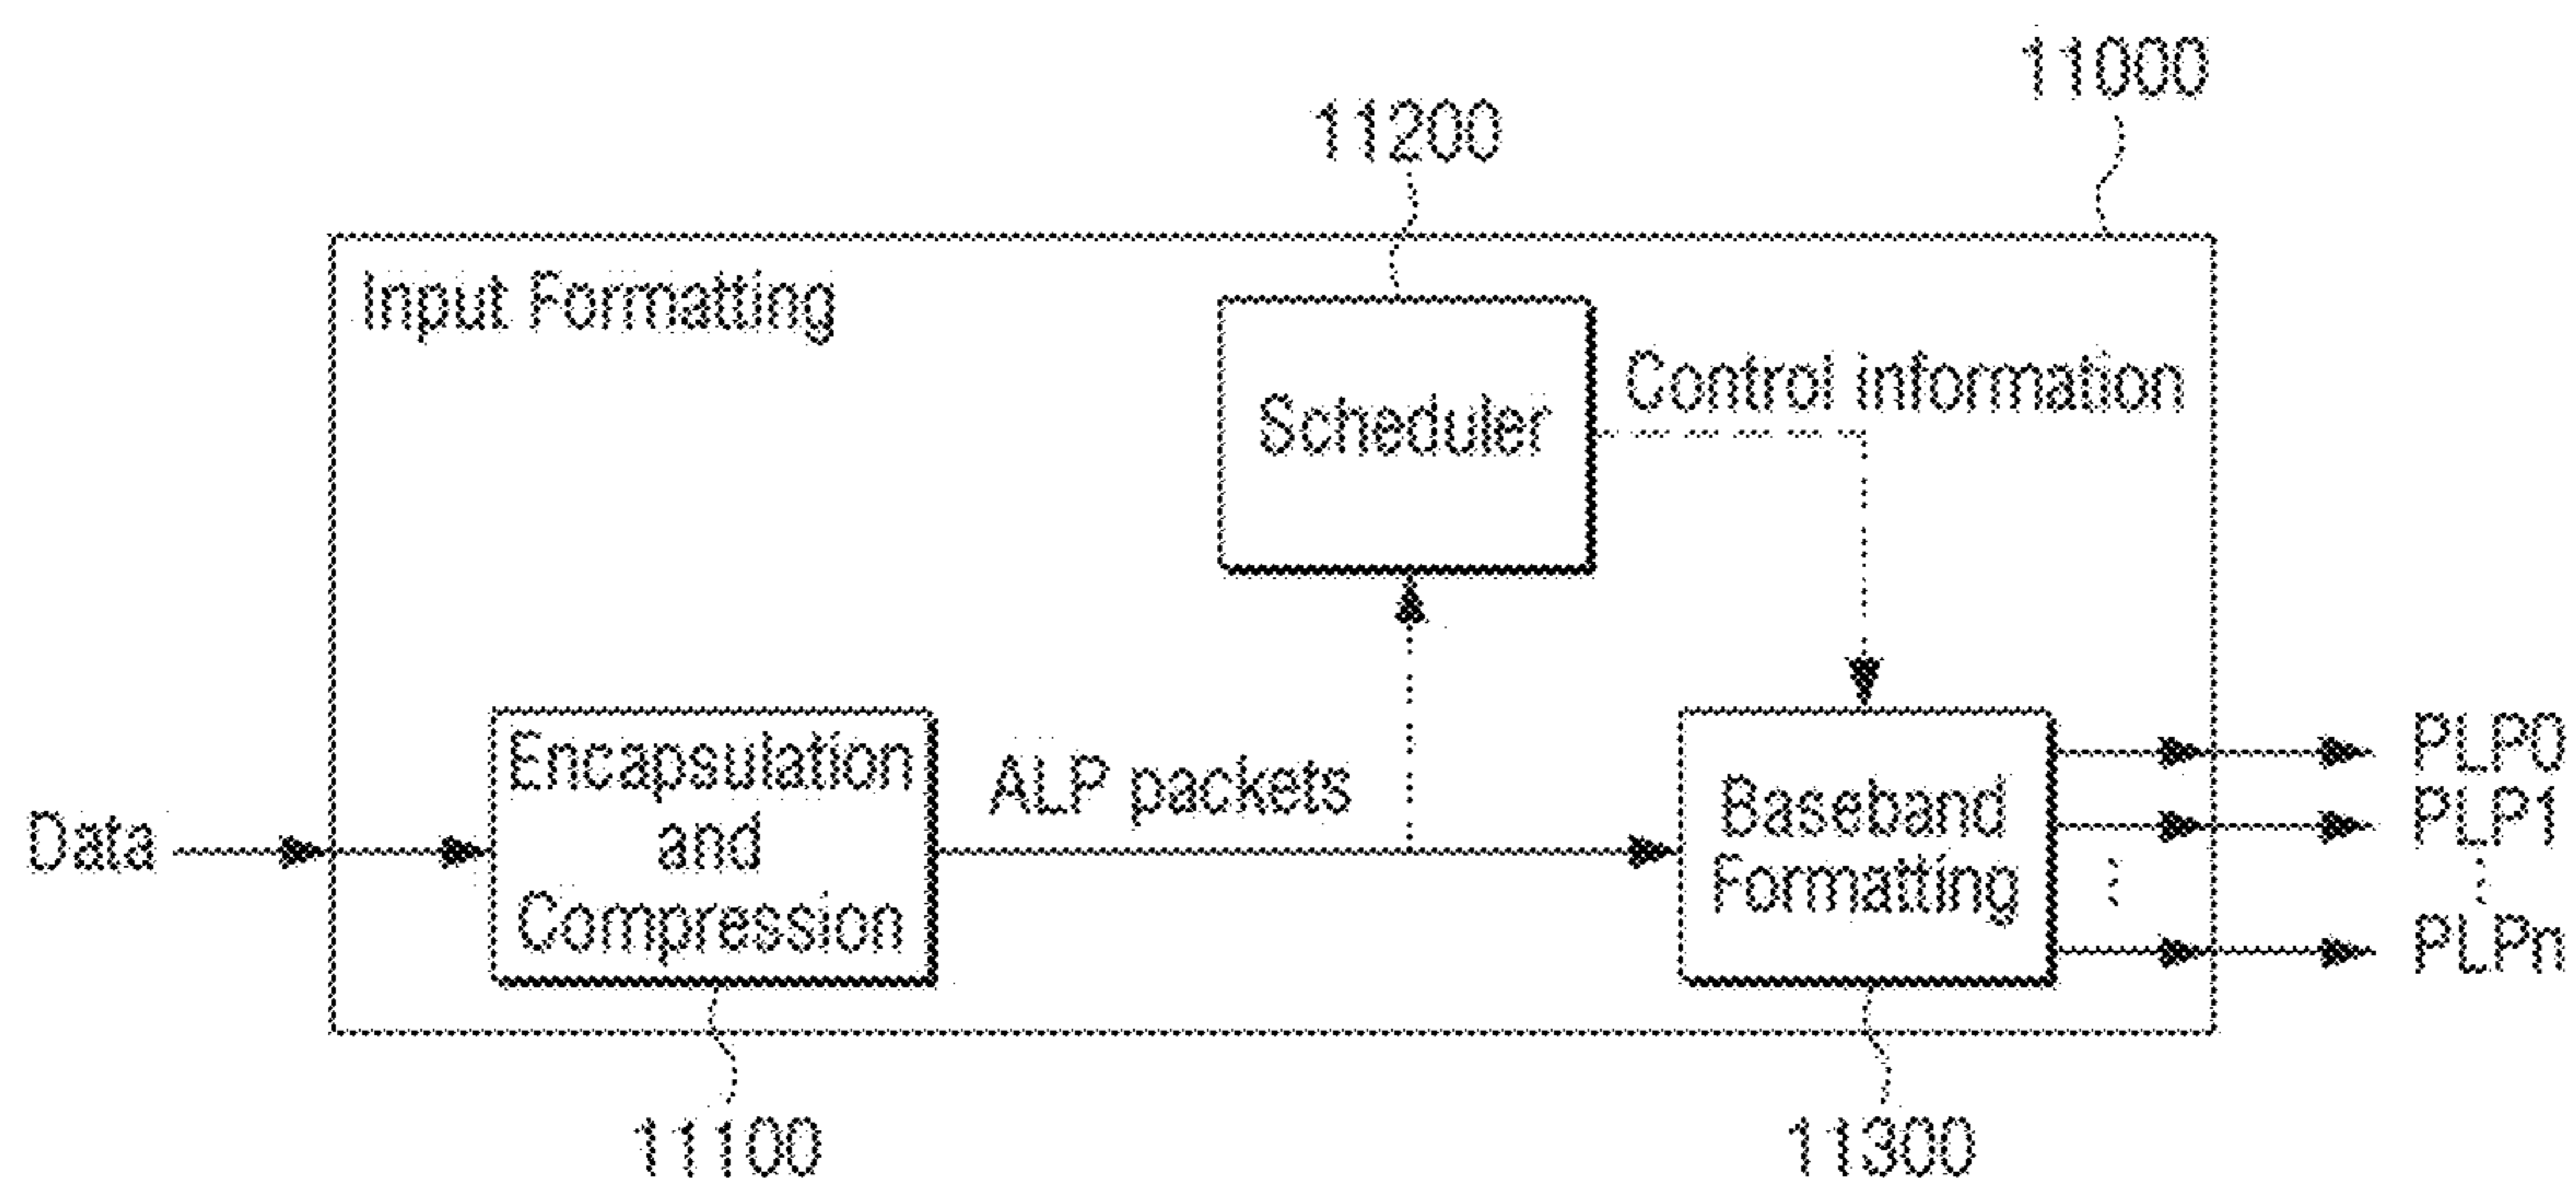 11000
11200
Input Formatting
Scheduler
Control information
Encapsulation
and
Compression
ALP packets
Data
Baseband
Formatting
PLP0
PLP1
PLPn
11100
11300